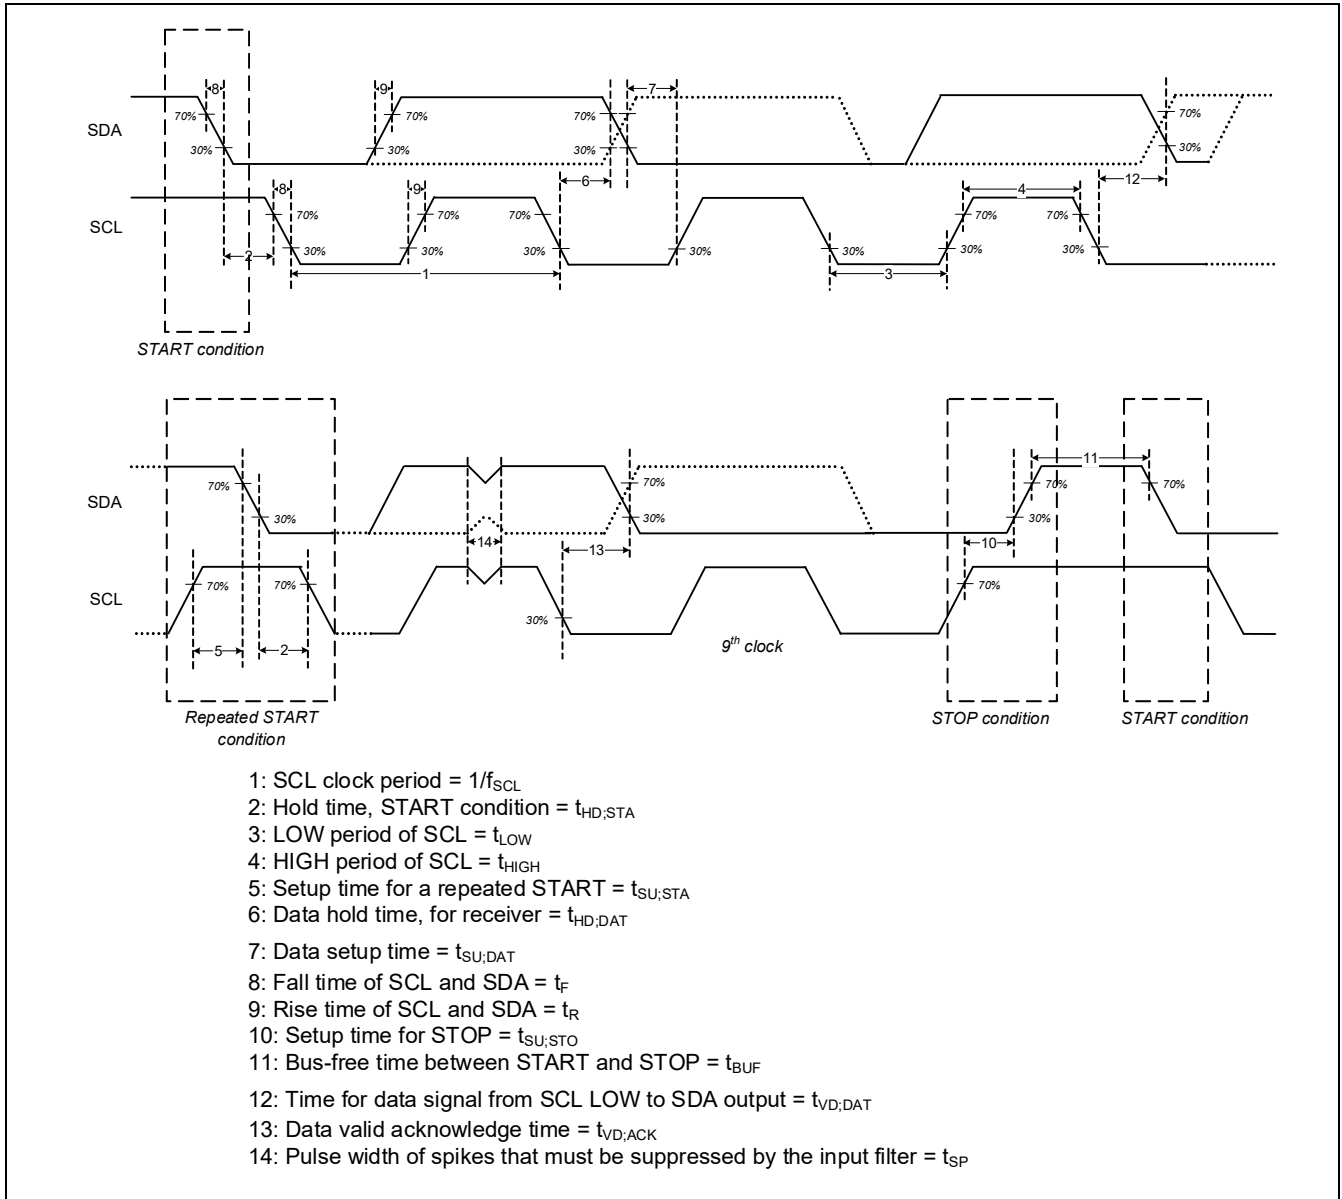 8 9 7
SDA 70% 30% 70% 30% 70% 30% 70% 30%
6 12
8 9 4
SCL 70% 30% 70% 30% 70% 30% 30% 30% 70% 30% 70% 30%
2 1 3
START condition
11
SDA 70% 30% 70% 30% 70% 30% 70%
14 13 10
SCL 70% 70% 30% 70%
5 2 9th clock
Repeated START
condition
STOP condition START condition
1: SCL clock period = 1/fSCL
2: Hold time, START condition = tHD;STA
3: LOW period of SCL = tLOW
4: HIGH period of SCL = tHIGH
5: Setup time for a repeated START = tSU;STA
6: Data hold time, for receiver = tHD;DAT
7: Data setup time = tSU;DAT
8: Fall time of SCL and SDA = tF
9: Rise time of SCL and SDA = tR
10: Setup time for STOP = tSU;STO
11: Bus-free time between START and STOP = tBUF
12: Time for data signal from SCL LOW to SDA output = tVD;DAT
13: Data valid acknowledge time = tVD;ACK
14: Pulse width of spikes that must be suppressed by the input filter = tSP